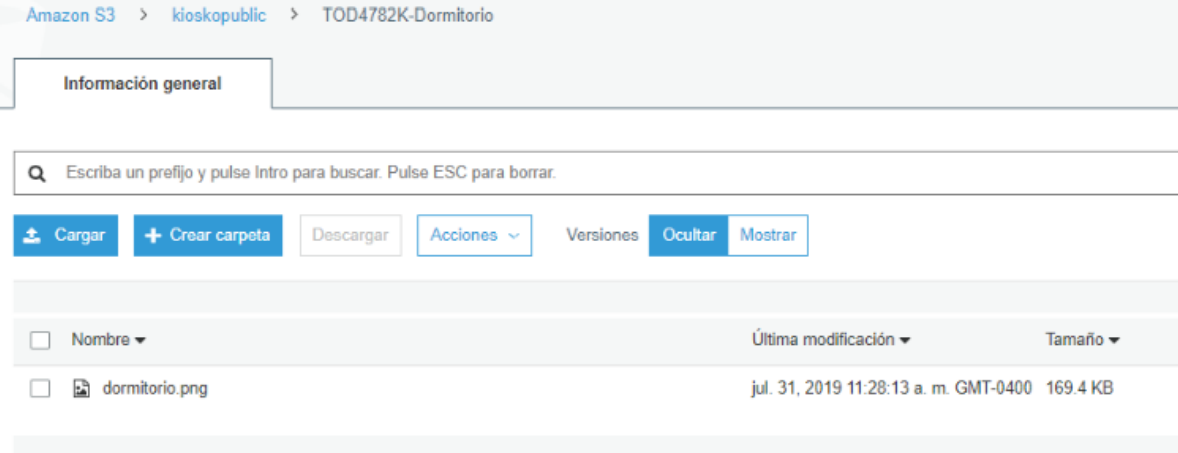 Amazon S3 > kioskopublic > TOD4782K-Dormitorio
Información general
Escriba un prefijo y pulse Intro para buscar. Pulse ESC para borrar.
Cargar + Crear carpeta Descargar Acciones Versiones Ocultar Mostrar
Nombre Última modificación Tamaño
dormitorio.png jul. 31, 2019 11:28:13 a. m. GMT-0400 169.4 KB